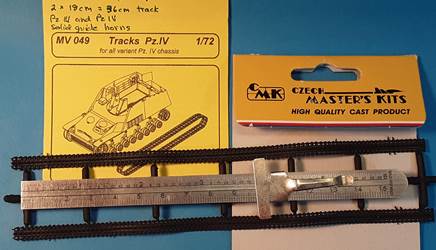 2 x 18cm = 36cm track
Pz III and Pz IV
solid guide horns
MV 049 Tracks Pz.IV 1/72
for all variant Pz. IV chassis
CMK
CZECH
MASTER'S KITS
HIGH QUALITY CAST PRODUCT